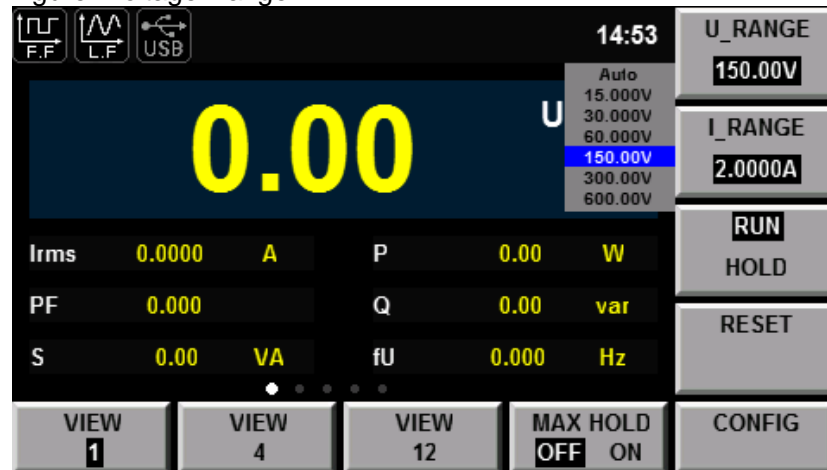 F.F L.F USB 14:53
U_RANGE
150.00V
Auto
15.000V
30.000V
60.000V
150.00V
300.00V
600.00V
0.00 U
I_RANGE
2.0000A
RUN
HOLD
Irms 0.0000 A P 0.00 W
PF 0.000 Q 0.00 var
RESET
S 0.00 VA fU 0.000 Hz
VIEW
1
VIEW
4
VIEW
12
MAX HOLD
OFF ON
CONFIG